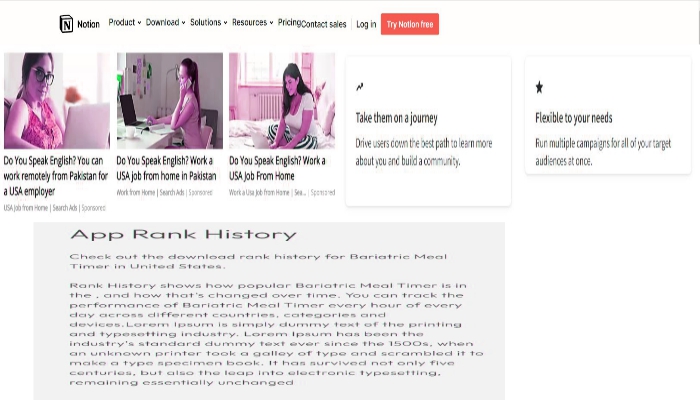 Notion
Product Download Solutions Resources Pricing Contact sales Log in Try Notion free
Do You Speak English? You can
work remotely from Pakistan for
a USA employer
USA Job from Home | Search Ads | Sponsored
Do You Speak English? Work a
USA job from home in Pakistan
Work from Home | Search Ads | Sponsored
Do You Speak English? Work a
USA Job From Home
Work a Usa Job from Home | Sea... | Sponsored
Take them on a journey
Drive users down the best path to learn more
about you and build a community.
Flexible to your needs
Run multiple campaigns for all of your target
audiences at once.
App Rank History
Check out the download rank history for Bariatric Meal
Timer in United States.
Rank History shows how popular Bariatric Meal Timer is in
the , and how that's changed over time. You can track the
performance of Bariatric Meal Timer every hour of every
day across different countries, categories and
devices.Lorem Ipsum is simply dummy text of the printing
and typesetting industry. Lorem Ipsum has been the
industry's standard dummy text ever since the 1500s, when
an unknown printer took a galley of type and scrambled it to
make a type specimen book. It has survived not only five
centuries, but also the leap into electronic typesetting,
remaining essentially unchanged